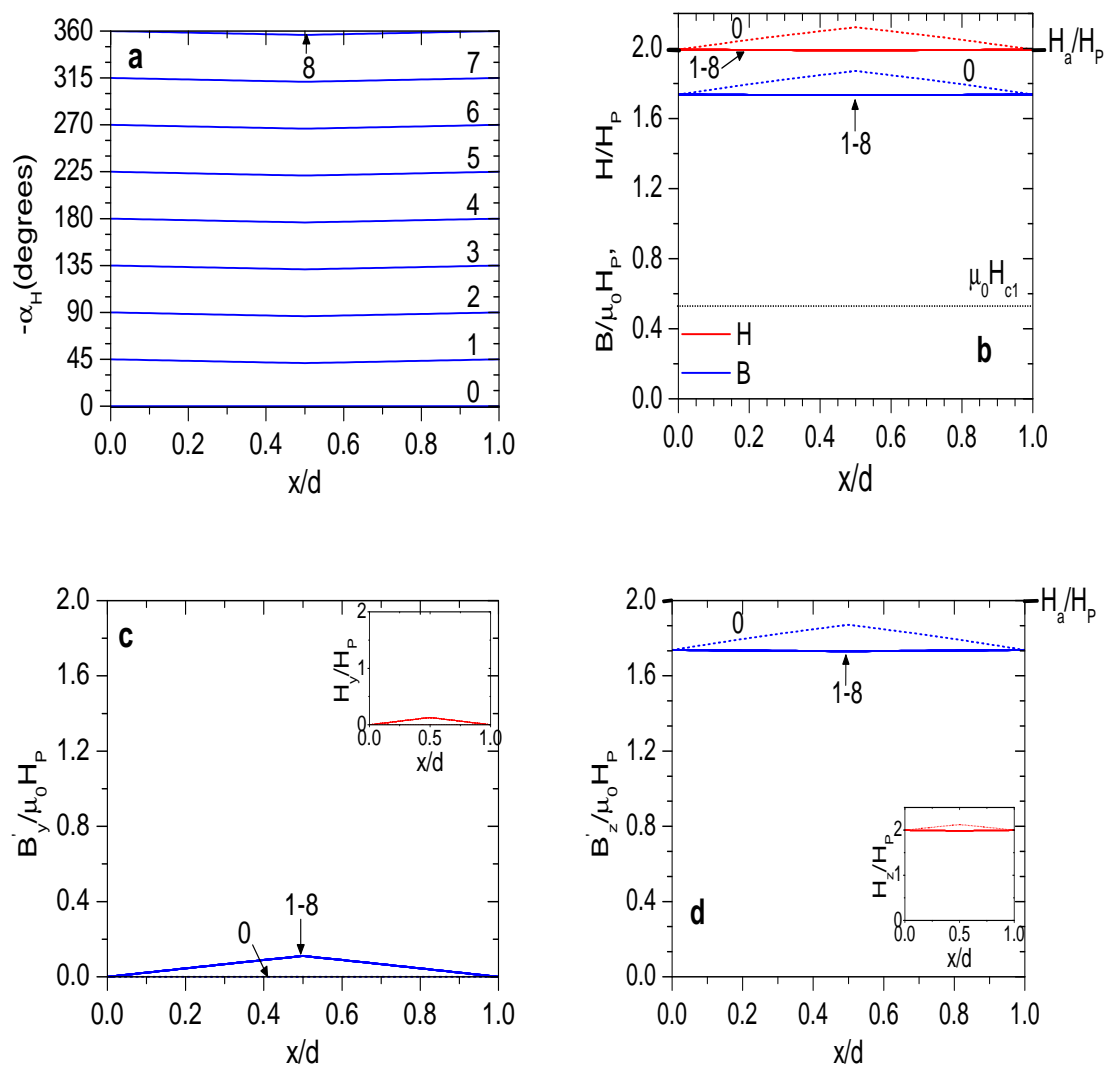 a
360
315
270
225
180
135
90
45
0
-α_H(degrees)
8
7
6
5
4
3
2
1
0
0.0 0.2 0.4 0.6 0.8 1.0
x/d
2.0
1.6
1.2
0.8
0.4
0.0
B/μ₀H_P, H/H_P
0
1-8
0
1-8
H_a/H_P
μ₀H_c1
H
B
b
0.0 0.2 0.4 0.6 0.8 1.0
x/d
2.0
1.6
1.2
0.8
0.4
0.0
B'_y/μ₀H_P
c
H_y/H_P
2
1
0
0.0 0.5 1.0
x/d
1-8
0
0.0 0.2 0.4 0.6 0.8 1.0
x/d
2.0
1.6
1.2
0.8
0.4
0.0
B'_z/μ₀H_P
0
1-8
H_a/H_P
H_z/H_P
2
1
0
0.0 0.5 1.0
x/d
d
0.0 0.2 0.4 0.6 0.8 1.0
x/d